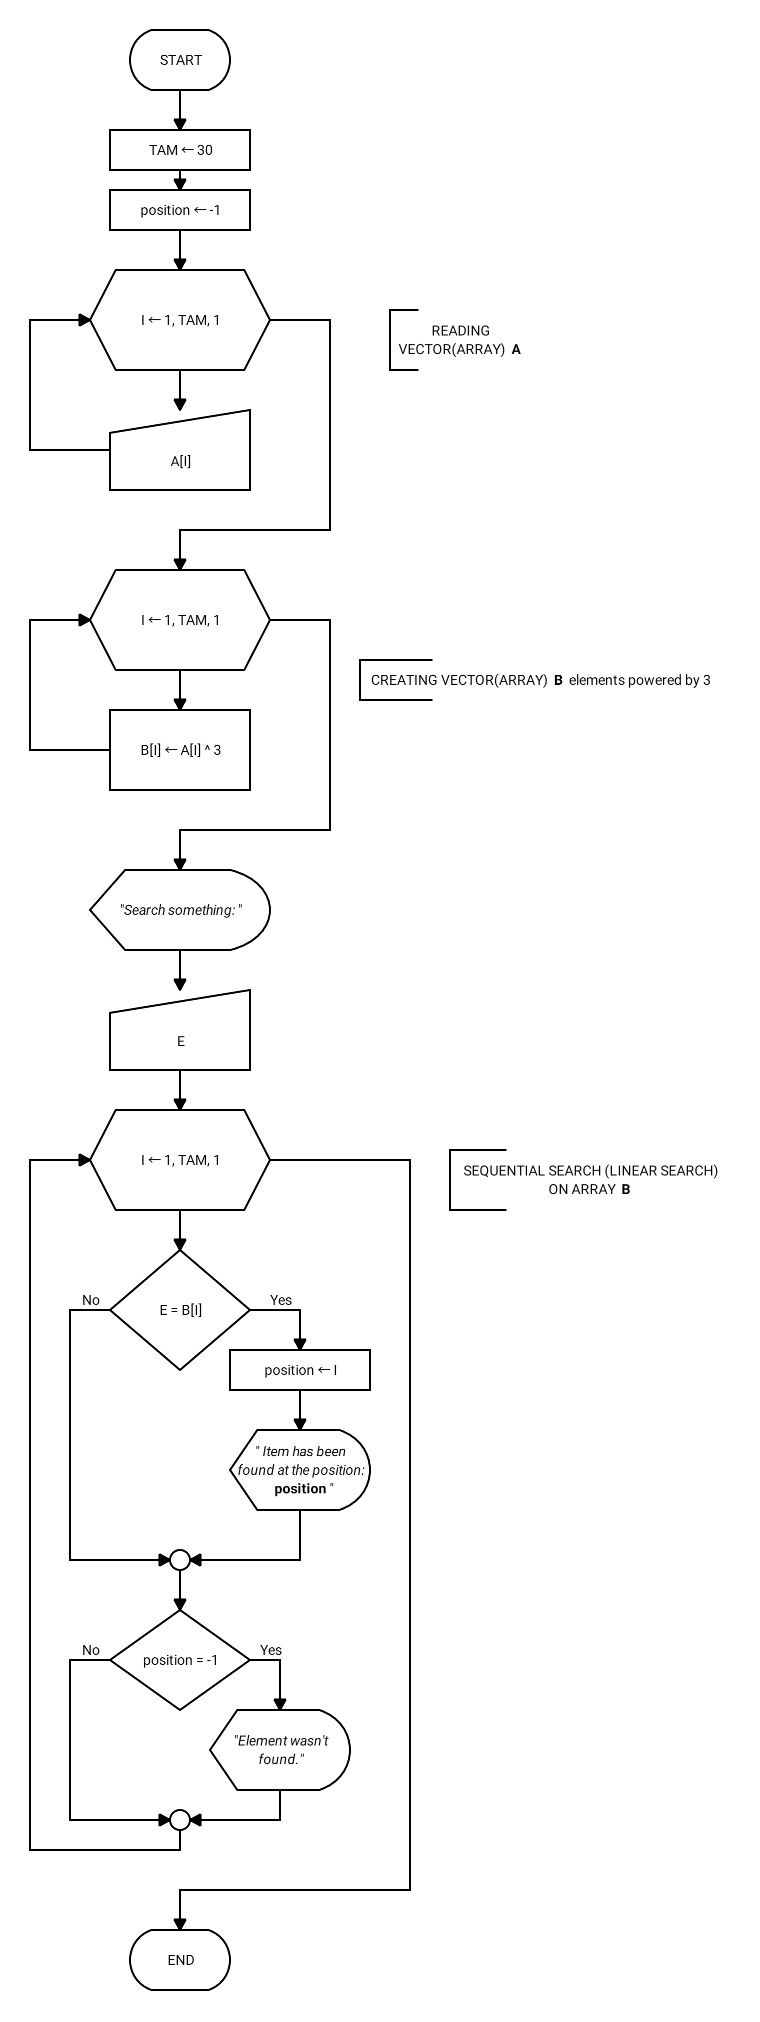 START
TAM ← 30
position ← -1
I ← 1, TAM, 1
READING
VECTOR(ARRAY) A
A[I]
I ← 1, TAM, 1
CREATING VECTOR(ARRAY) B elements powered by 3
B[I] ← A[I] ^ 3
"Search something: "
E
I ← 1, TAM, 1
SEQUENTIAL SEARCH (LINEAR SEARCH)
ON ARRAY B
No
Yes
E = B[I]
position ← I
" Item has been
found at the position:
position "
No
Yes
position = -1
"Element wasn't
found."
END